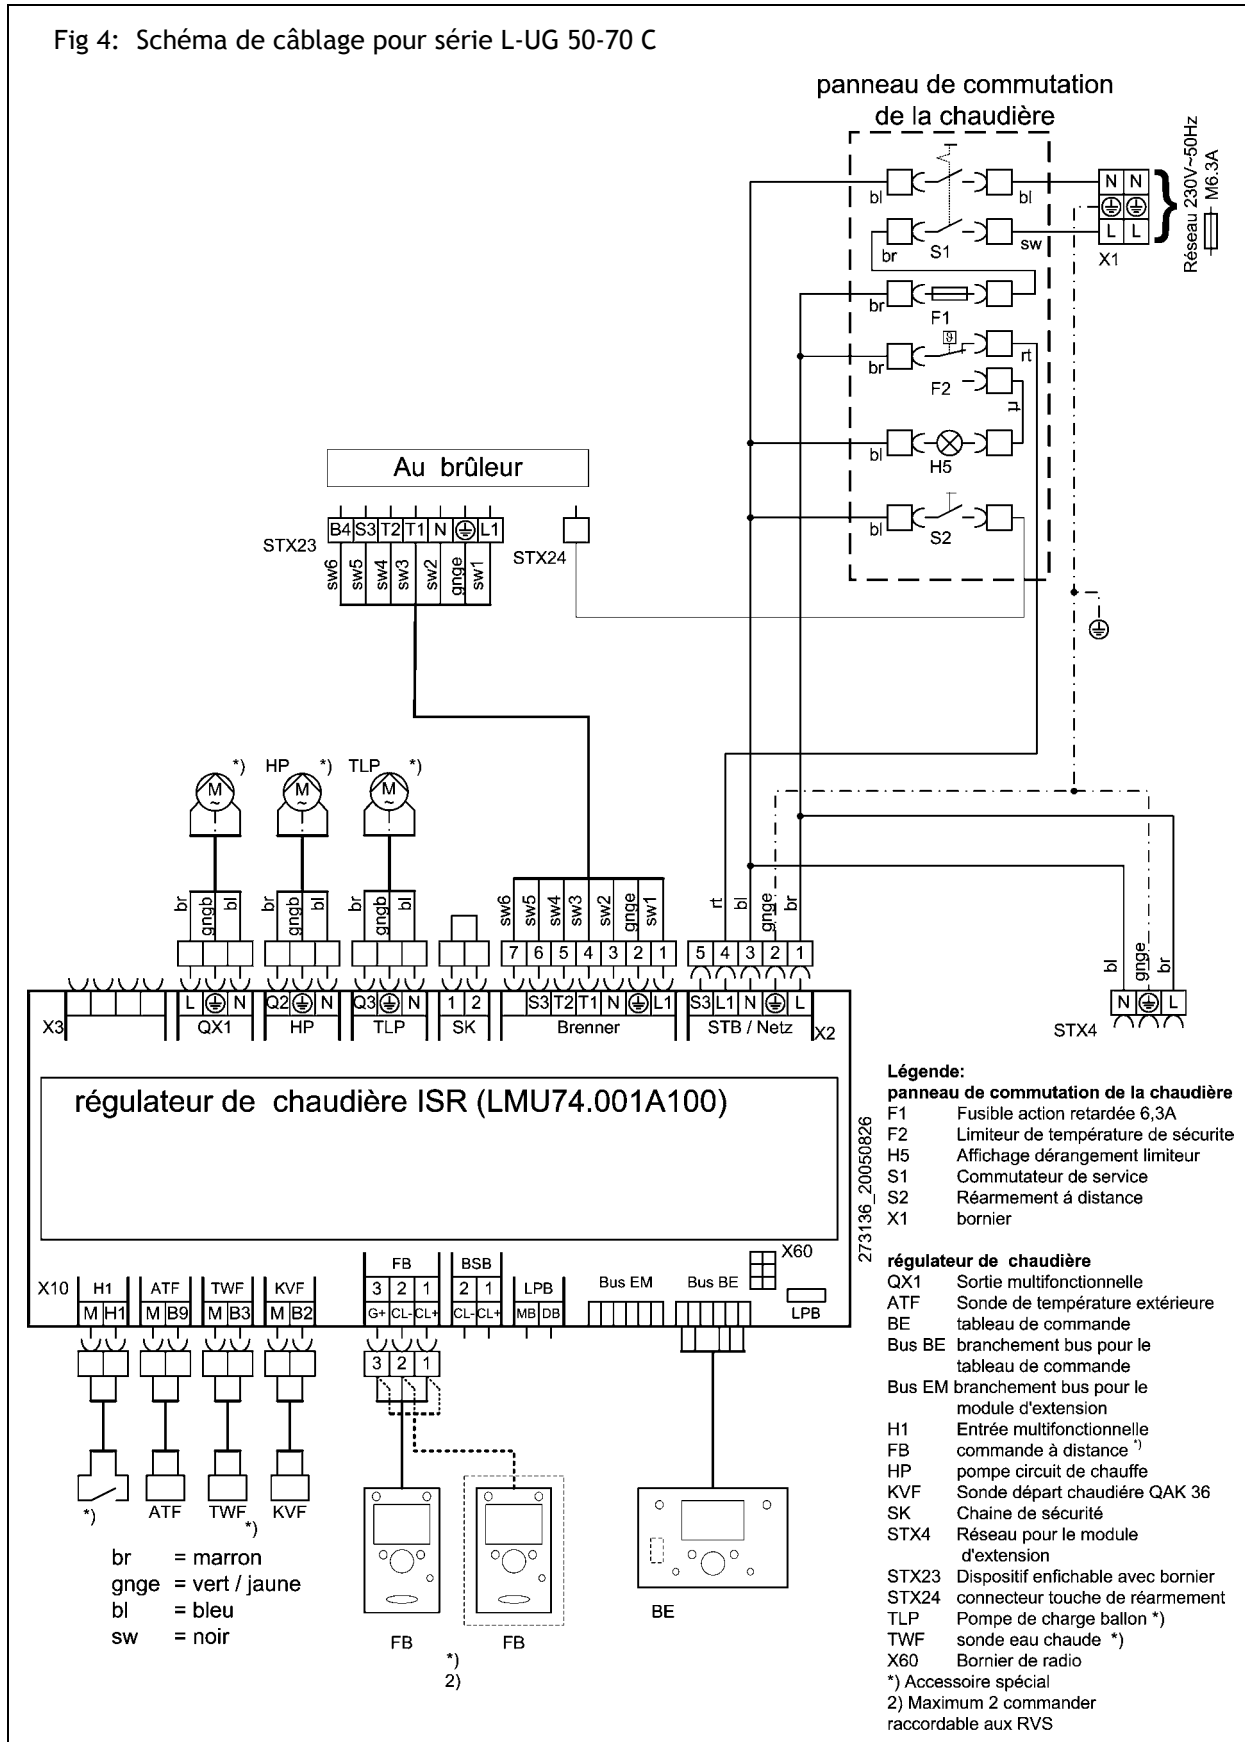 Fig 4: Schéma de câblage pour série L-UG 50-70 C
panneau de commutation
de la chaudière
bl
bl
N N
br
S1
sw
L L
X1
Réseau 230V~50Hz
M6.3A
br
F1
ϑ
br
rt
F2
rt
bl
H5
bl
S2
Au brûleur
B4 S3 T2 T1 N L1
STX23
STX24
sw6 sw5 sw4 sw3 sw2 gnge sw1
*) HP *) TLP *)
M ~ M ~ M ~
br gngb bl br gngb bl br gngb bl
sw6 sw5 sw4 sw3 sw2 gnge sw1
rt bl gnge br
7 6 5 4 3 2 1
5 4 3 2 1
bl gnge br
N L
STX4
X3
L N Q2 N Q3 N 1 2 S3 T2 T1 N L1 S3 L1 N L
QX1 HP TLP SK Brenner STB / Netz X2
régulateur de chaudière ISR (LMU74.001A100)
273136_20050826
X60
X10 H1 ATF TWF KVF
M H1 M B9 M B3 M B2
FB
3 2 1
G+ CL- CL+
BSB
2 1
CL- CL+
LPB
MB DB
Bus EM Bus BE
LPB
3 2 1
*) ATF TWF *) KVF
br = marron
gnge = vert / jaune
bl = bleu
sw = noir
FB
FB
*)
2)
BE
Légende:
panneau de commutation de la chaudière
F1 Fusible action retardée 6,3A
F2 Limiteur de température de sécurite
H5 Affichage dérangement limiteur
S1 Commutateur de service
S2 Réarmement á distance
X1 bornier
régulateur de chaudière
QX1 Sortie multifonctionnelle
ATF Sonde de température extérieure
BE tableau de commande
Bus BE branchement bus pour le
tableau de commande
Bus EM branchement bus pour le
module d'extension
H1 Entrée multifonctionnelle
FB commande à distance *)
HP pompe circuit de chauffe
KVF Sonde départ chaudiére QAK 36
SK Chaine de sécurité
STX4 Réseau pour le module
d'extension
STX23 Dispositif enfichable avec bornier
STX24 connecteur touche de réarmement
TLP Pompe de charge ballon *)
TWF sonde eau chaude *)
X60 Bornier de radio
*) Accessoire spécial
2) Maximum 2 commander
raccordable aux RVS